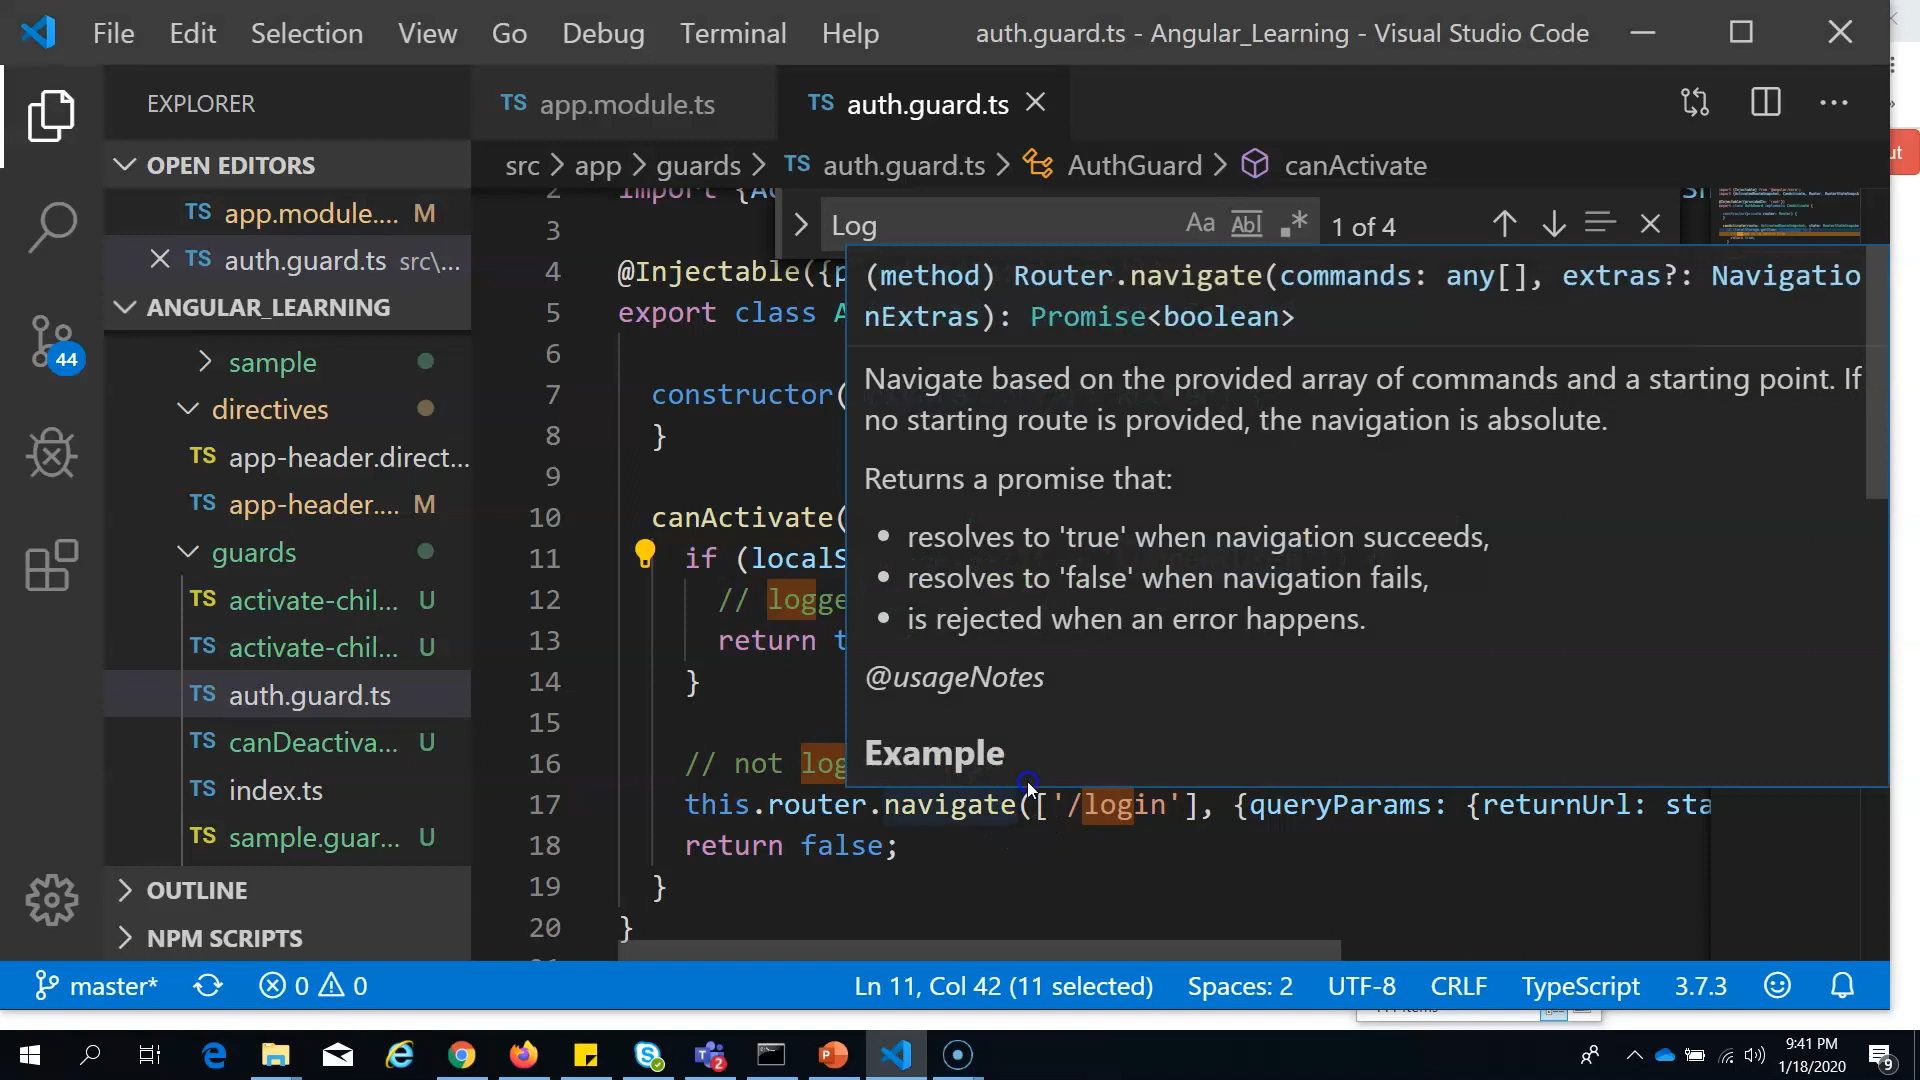 File Edit Selection View Go Debug Terminal Help auth.guard.ts - Angular_Learning - Visual Studio Code
EXPLORER
TS app.module.ts
TS auth.guard.ts
OPEN EDITORS
src > app > guards > TS auth.guard.ts > AuthGuard > canActivate
TS app.module.... M
TS auth.guard.ts src\...
ANGULAR_LEARNING
sample
directives
TS app-header.direct...
TS app-header.... M
guards
TS activate-chil... U
TS activate-chil... U
TS auth.guard.ts
TS canDeactiva... U
TS index.ts
TS sample.guar... U
OUTLINE
NPM SCRIPTS
44
Log Aa Abl .* 1 of 4
2 import {Au
3
4 @Injectable({p
5 export class A
6
7 constructor(
8 }
9
10 canActivate(
11 if (localS
12 // logge
13 return t
14 }
15
16 // not log
17 this.router.navigate(['/login'], {queryParams: {returnUrl: sta
18 return false;
19 }
20 }
(method) Router.navigate(commands: any[], extras?: Navigatio
nExtras): Promise<boolean>
Navigate based on the provided array of commands and a starting point. If
no starting route is provided, the navigation is absolute.
Returns a promise that:
• resolves to 'true' when navigation succeeds,
• resolves to 'false' when navigation fails,
• is rejected when an error happens.
@usageNotes
Example
ut
master* 0 0 Ln 11, Col 42 (11 selected) Spaces: 2 UTF-8 CRLF TypeScript 3.7.3
2
9:41 PM
1/18/2020
9